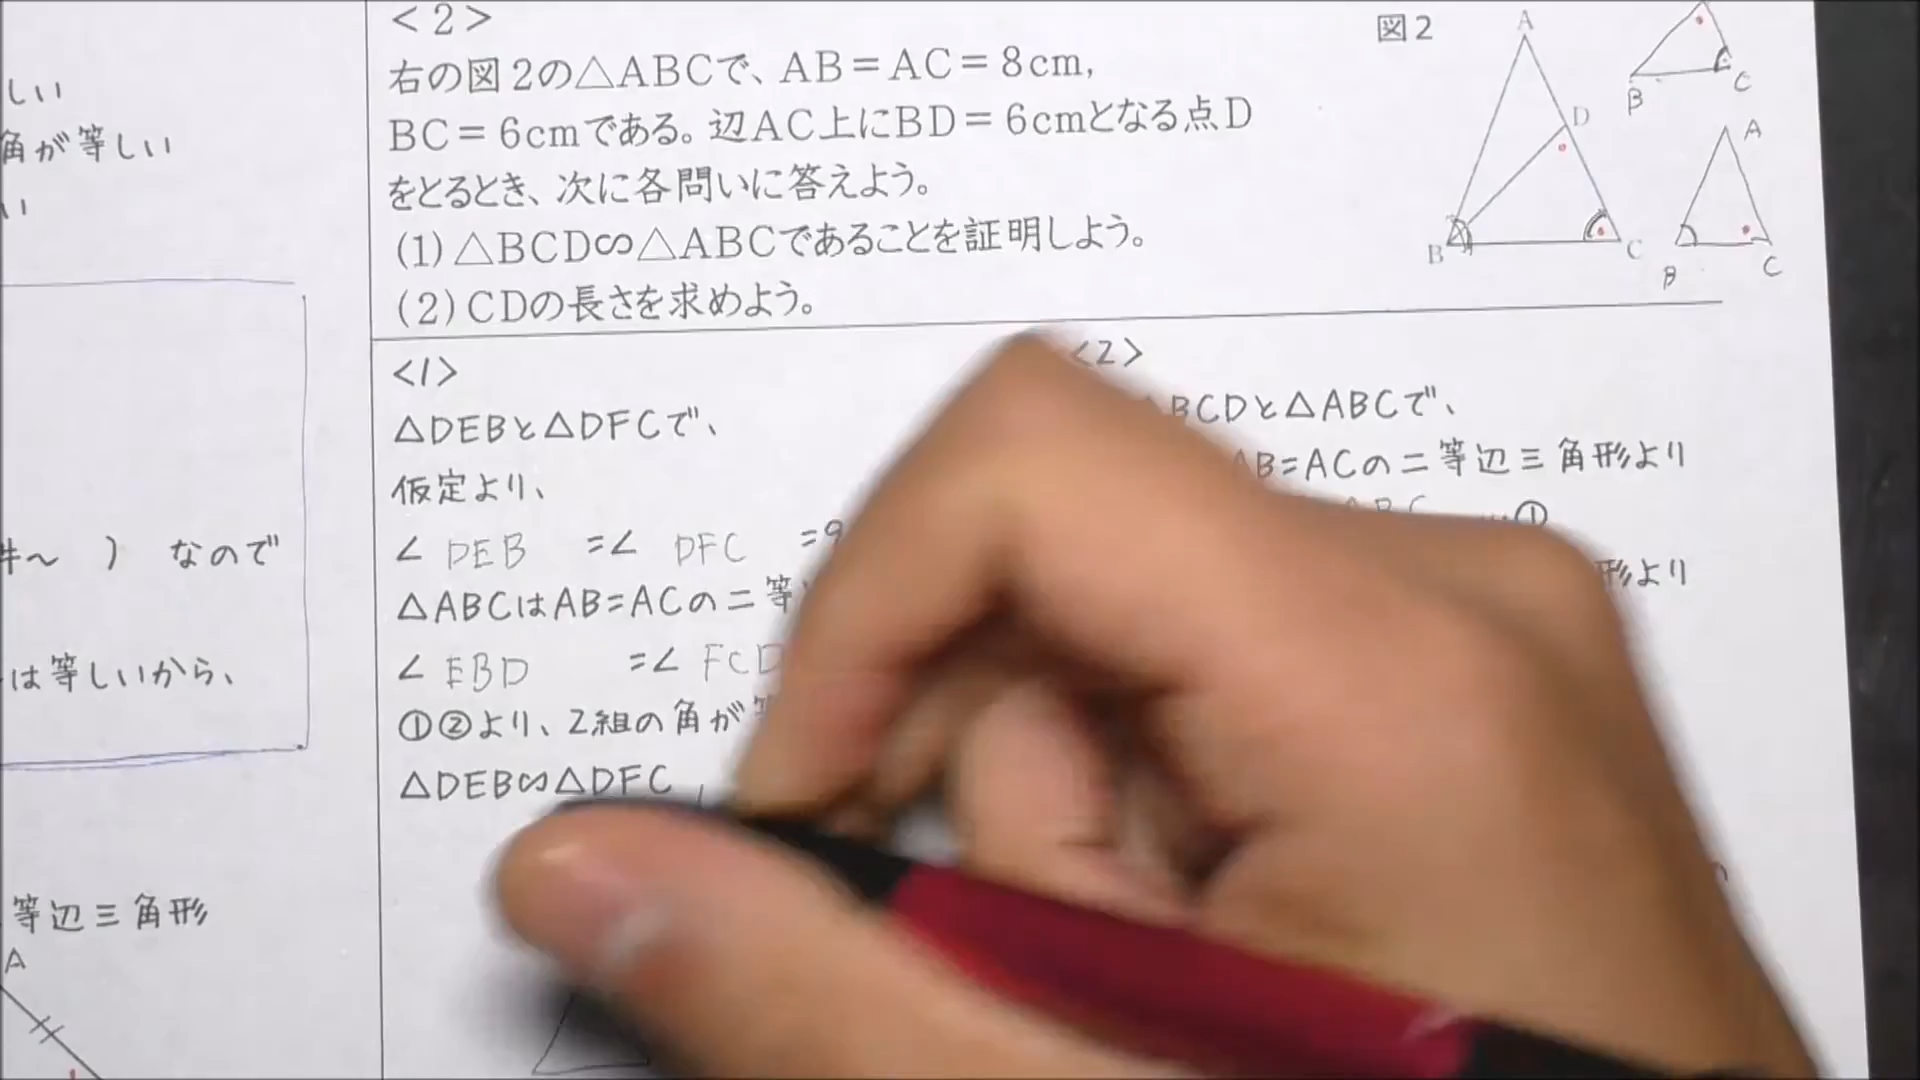 しい
角が等しい
い
なので
は等しいから、
等辺三角形
A
<2>
右の図2の△ABCで、AB=AC=8cm,
BC=6cmである。辺AC上にBD=6cmとなる点D
をとるとき、次に各問いに答えよう。
(1)△BCD∽△ABCであることを証明しよう。
(2)CDの長さを求めよう。
図2
A
D
B
C
B
C
A
B
C
<1>
△DEBと△DFCで、
仮定より、
∠ DEB =∠ DFC =9
△ABCはAB=ACの二等
∠ EBD =∠ FCD
①②より、2組の角が
△DEB∽△DFC
<2>
△BCDと△ABCで、
AB=ACの二等辺三角形より
ABC …①
形より